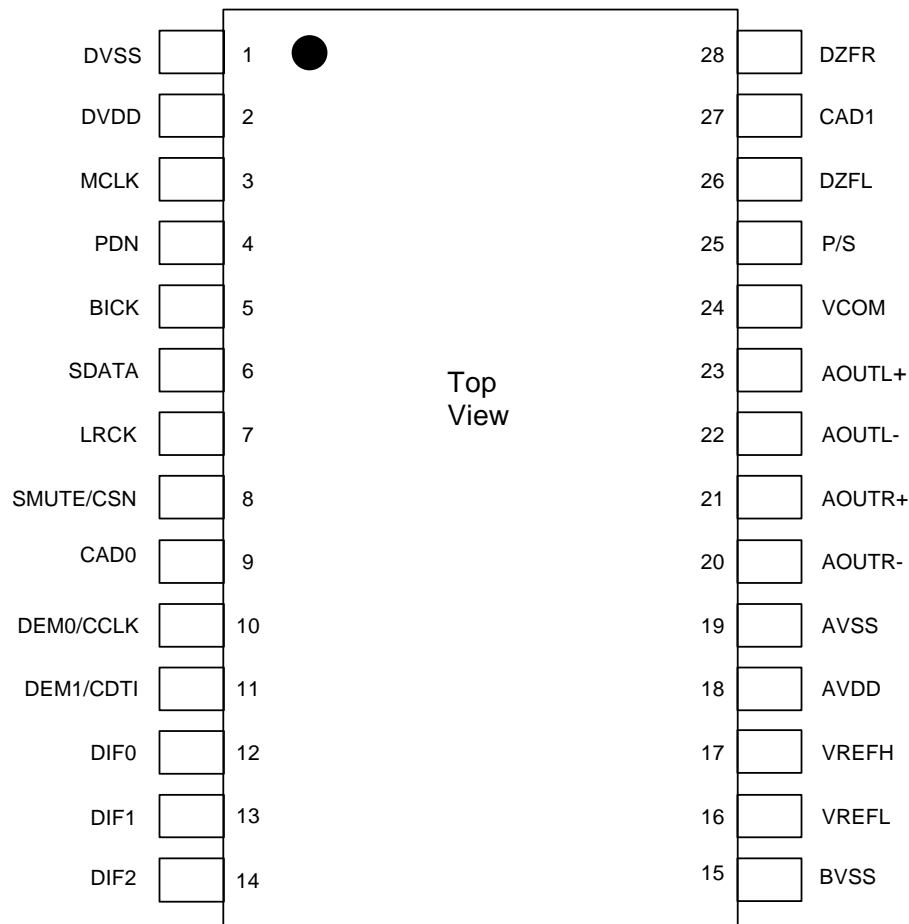 DVSS 1 28 DZFR
DVDD 2 27 CAD1
MCLK 3 26 DZFL
PDN 4 25 P/S
BICK 5 24 VCOM
SDATA 6 23 AOUTL+
Top
View
LRCK 7 22 AOUTL-
SMUTE/CSN 8 21 AOUTR+
CAD0 9 20 AOUTR-
DEM0/CCLK 10 19 AVSS
DEM1/CDTI 11 18 AVDD
DIF0 12 17 VREFH
DIF1 13 16 VREFL
DIF2 14 15 BVSS